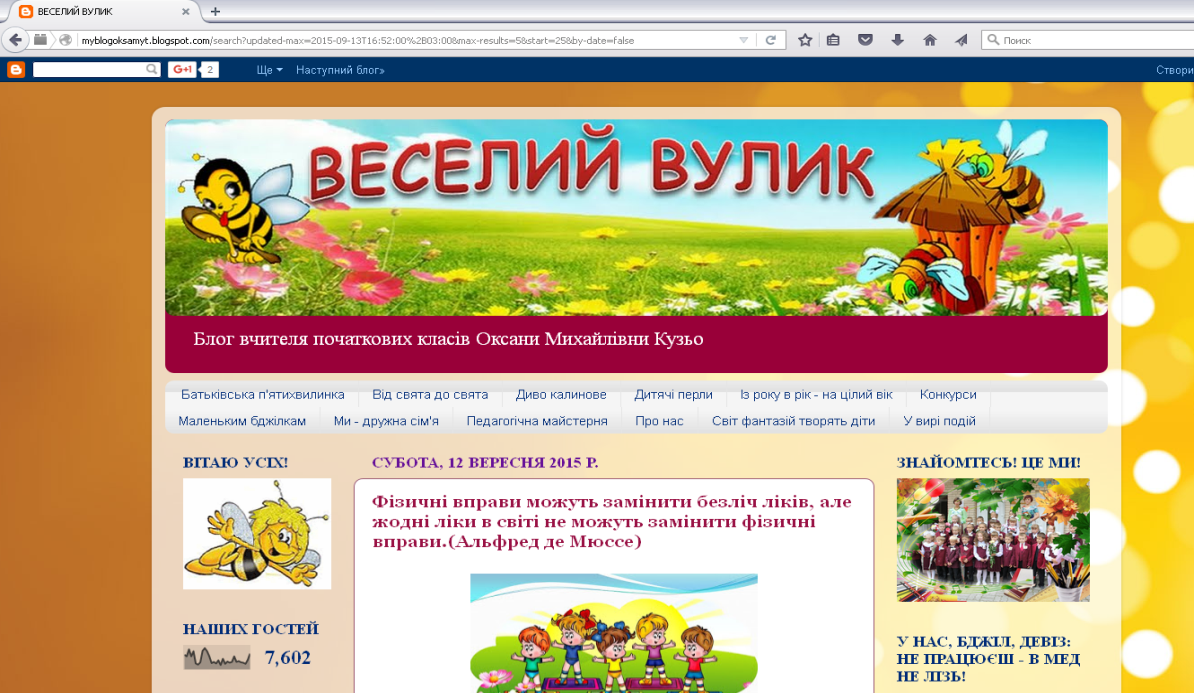 ВЕСЕЛИЙ ВУЛИК
myblogoksamyt.blogspot.com/search?updated-max=2015-09-13T16:52:00%2B03:00&max-results=5&start=25&by-date=false
Поиск
G+1 2
Ще
Наступний блог»
Створи
ВЕСЕЛИЙ ВУЛИК
Блог вчителя початкових класів Оксани Михайлівни Кузьо
Батьківська п'ятихвилинка Від свята до свята Диво калинове Дитячі перли Із року в рік - на цілий вік Конкурси
Маленьким бджілкам Ми - дружна сім'я Педагогічна майстерня Про нас Світ фантазій творять діти У вирі подій
ВІТАЮ УСІХ!
НАШИХ ГОСТЕЙ
7,602
СУБОТА, 12 ВЕРЕСНЯ 2015 Р.
Фізичні вправи можуть замінити безліч ліків, але
жодні ліки в світі не можуть замінити фізичні
вправи.(Альфред де Мюссе)
ЗНАЙОМТЕСЬ! ЦЕ МИ!
У НАС, БДЖІЛ, ДЕВІЗ:
НЕ ПРАЦЮЄШ - В МЕД
НЕ ЛІЗЬ!